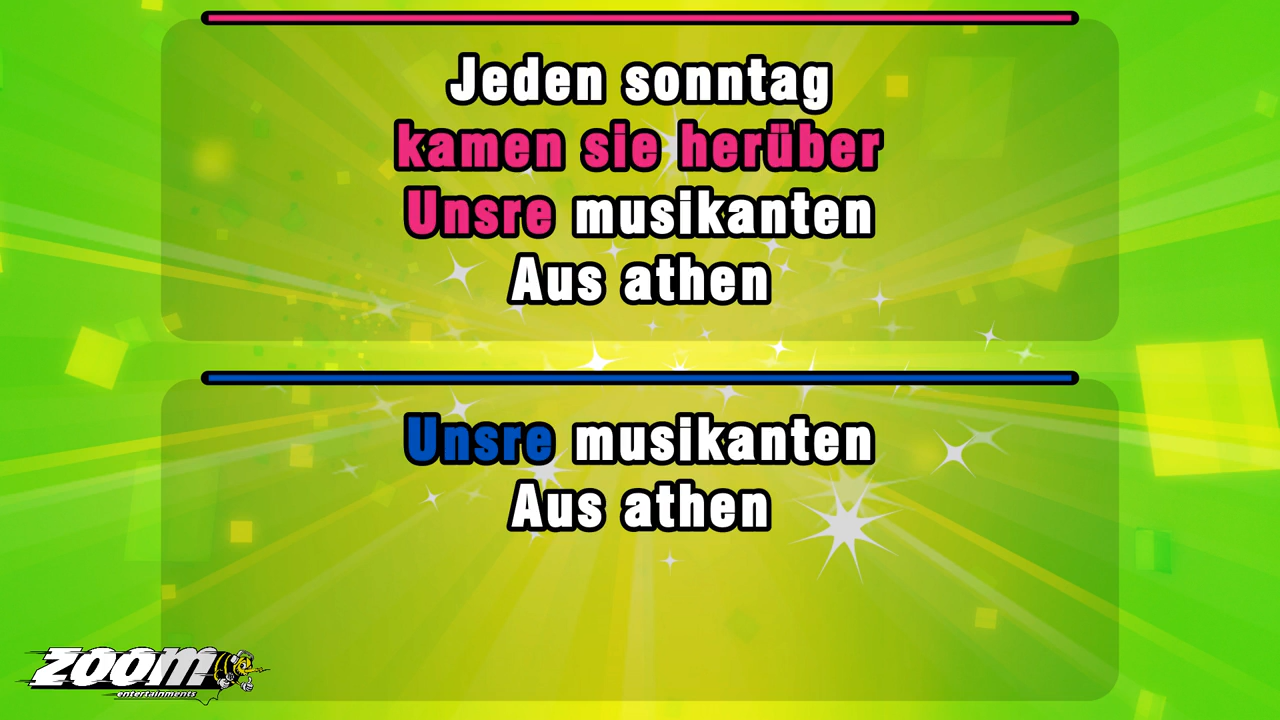 Jeden sonntag
kamen sie herüber
Unsre musikanten
Aus athen
Unsre musikanten
Aus athen
zoom
entertainments